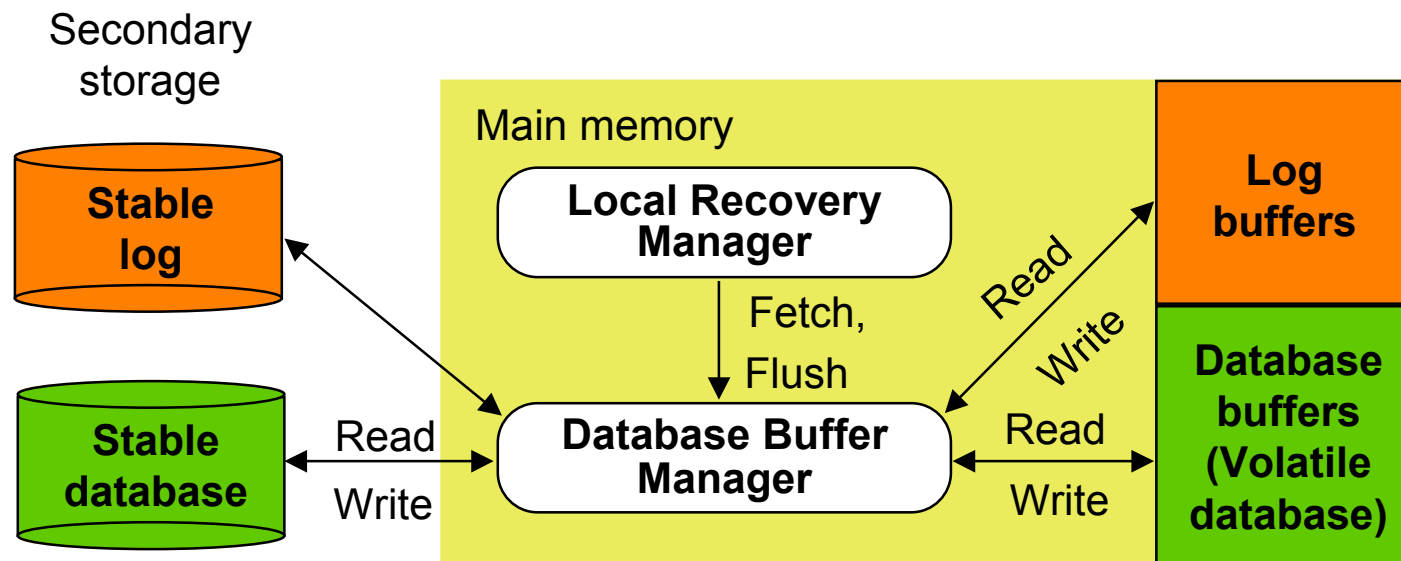 Secondary
storage
Main memory
Stable
log
Local Recovery
Manager
Log
buffers
Read
Write
Fetch,
Flush
Stable
database
Read
Write
Database Buffer
Manager
Read
Write
Database
buffers
(Volatile
database)